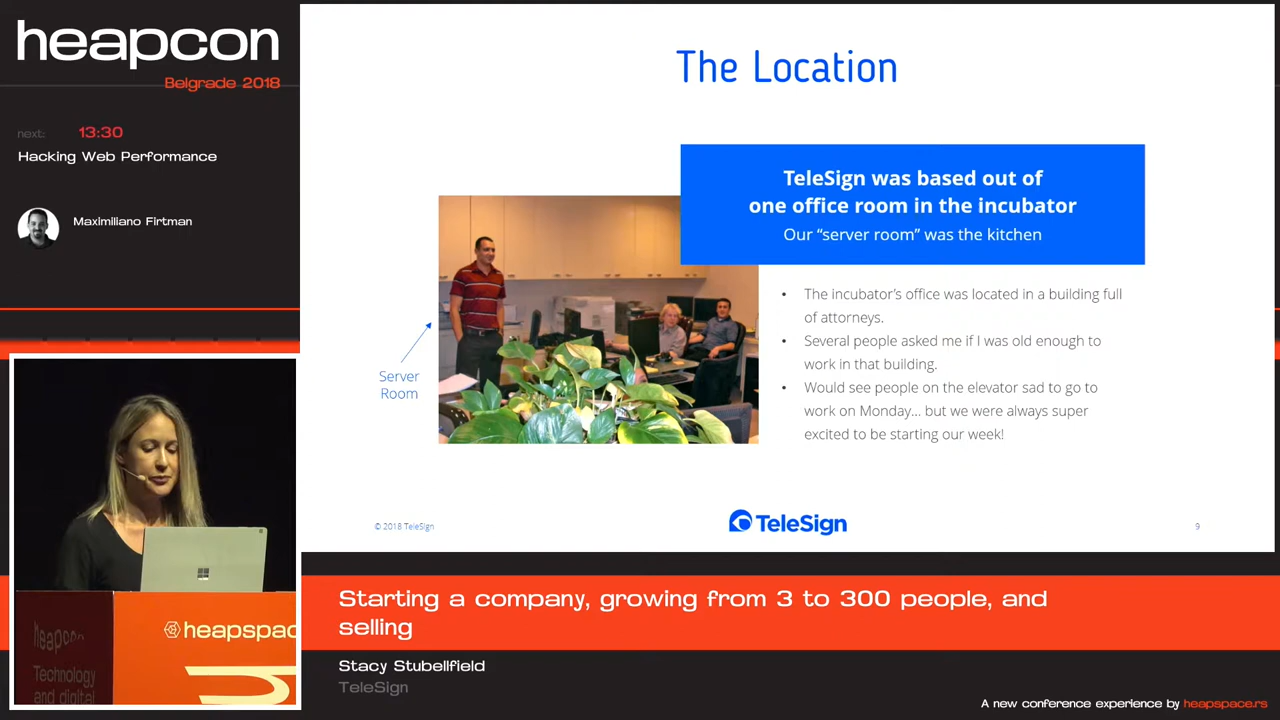 heapcon
Belgrade 2018
next: 13:30
Hacking Web Performance
Maximiliano Firtman
The Location
TeleSign was based out of
one office room in the incubator
Our “server room” was the kitchen
Server
Room
• The incubator’s office was located in a building full
of attorneys.
• Several people asked me if I was old enough to
work in that building.
• Would see people on the elevator sad to go to
work on Monday... but we were always super
excited to be starting our week!
© 2018 TeleSign
TeleSign
9
heapcon
Technology
and digital
heapspac
Starting a company, growing from 3 to 300 people, and
selling
Stacy Stubellfield
TeleSign
A new conference experience by heapspace.rs